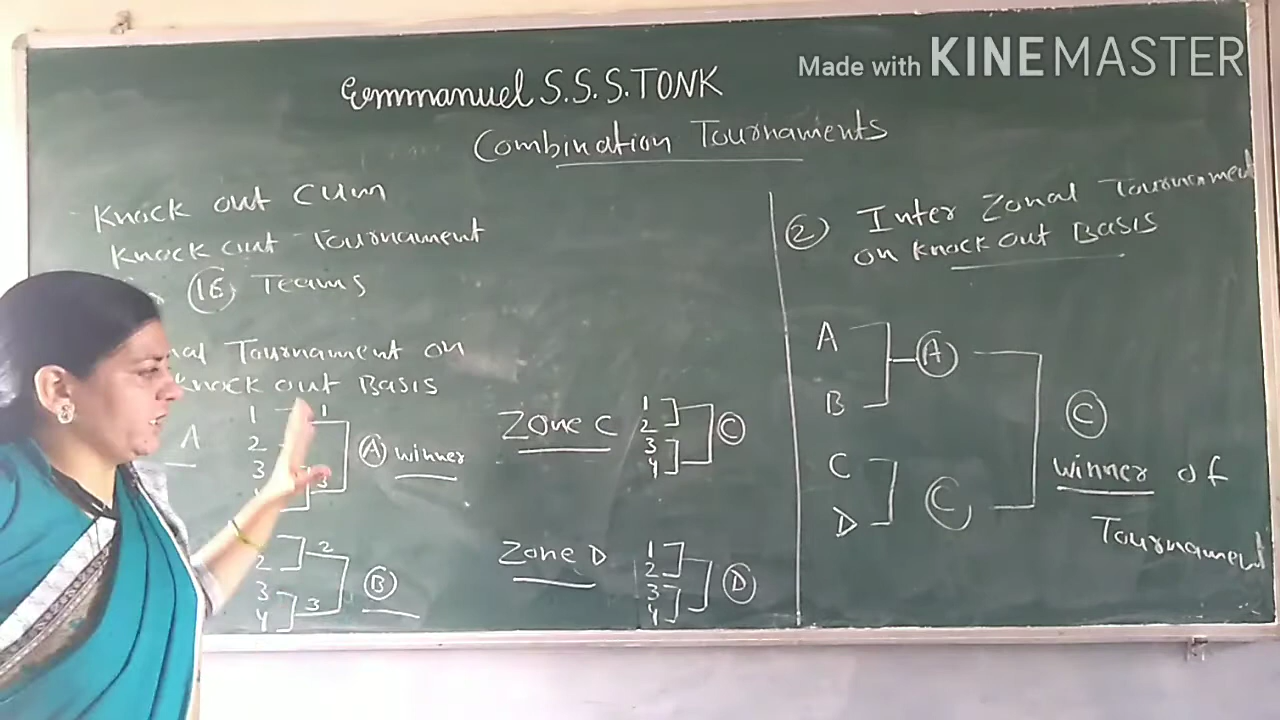 Made with KINEMASTER
Emmanuel S.S.S. TONK
Combination Tournaments
Knock out cum
Knock out Tournament
16 Teams
Tournament on
Knock out Basis
A
1
2
3
1
3
A winner
2
3
4
2
3
B
Zone C
1
2
3
4
C
Zone D
1
2
3
4
D
2 Inter Zonal Tournament
on Knock out Basis
A
B
A
C
D
C
C
winner of
Tournament